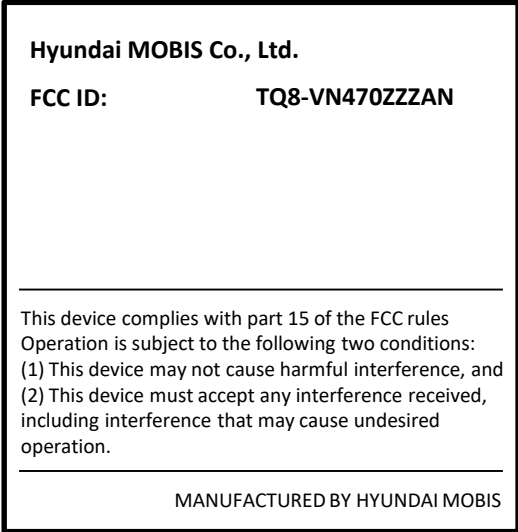 Hyundai MOBIS Co., Ltd.
FCC ID: TQ8-VN470ZZZAN
This device complies with part 15 of the FCC rules
Operation is subject to the following two conditions:
(1) This device may not cause harmful interference, and
(2) This device must accept any interference received,
including interference that may cause undesired
operation.
MANUFACTURED BY HYUNDAI MOBIS